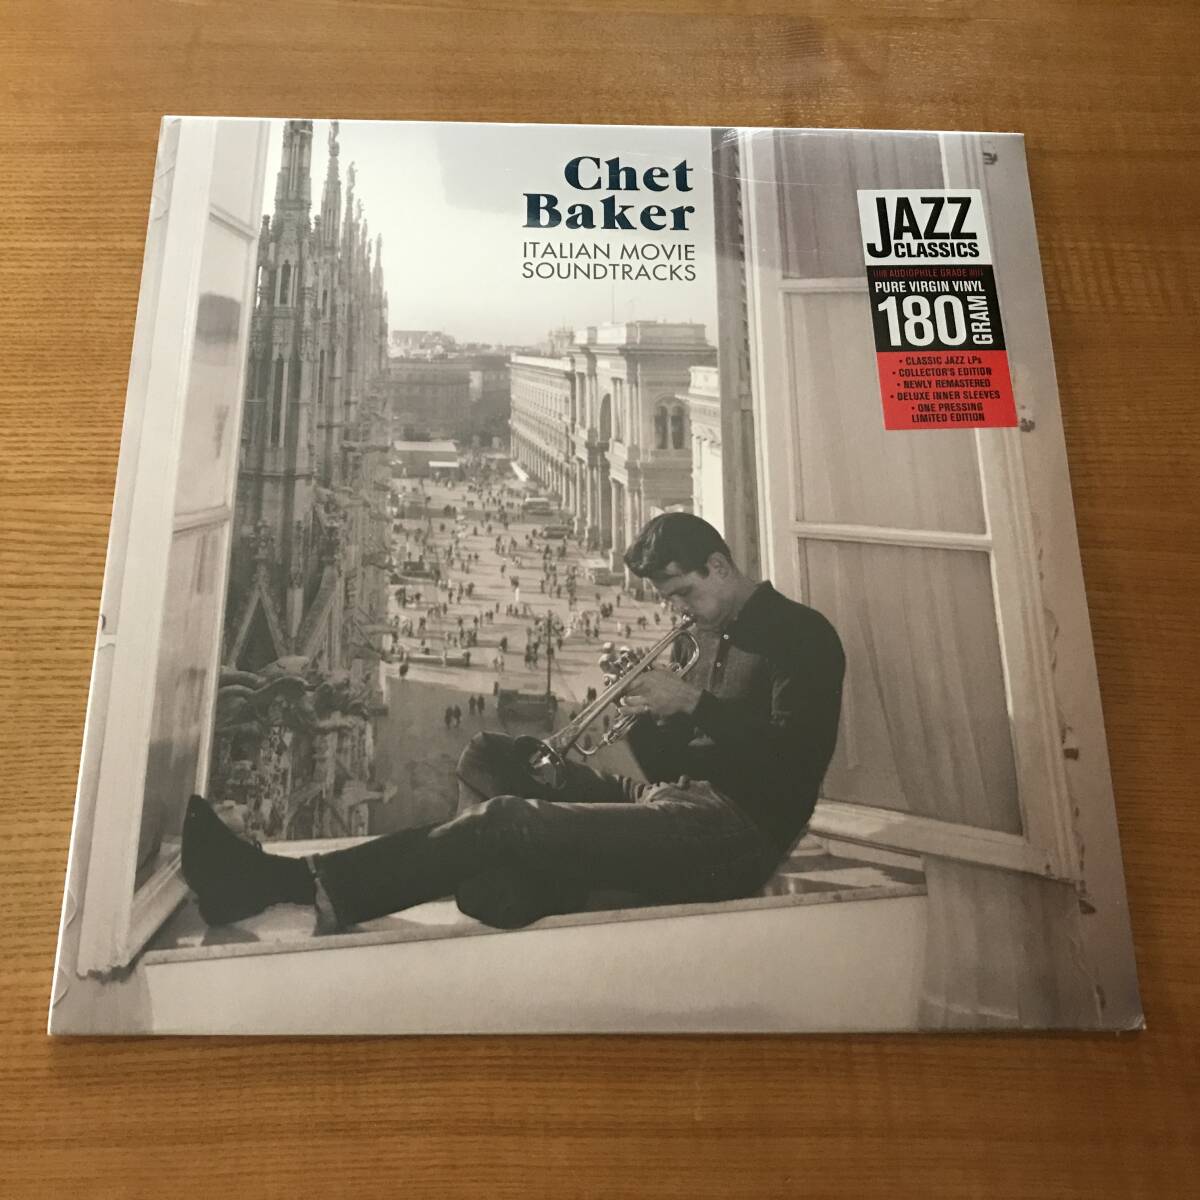 Chet
Baker
ITALIAN MOVIE
SOUNDTRACKS
JAZZ
CLASSICS
AUDIOPHILE GRADE
PURE VIRGIN VINYL
180 GRAM
• CLASSIC JAZZ LPs
• COLLECTOR'S EDITION
• NEWLY REMASTERED
• DELUXE INNER SLEEVES
• ONE PRESSING
LIMITED EDITION